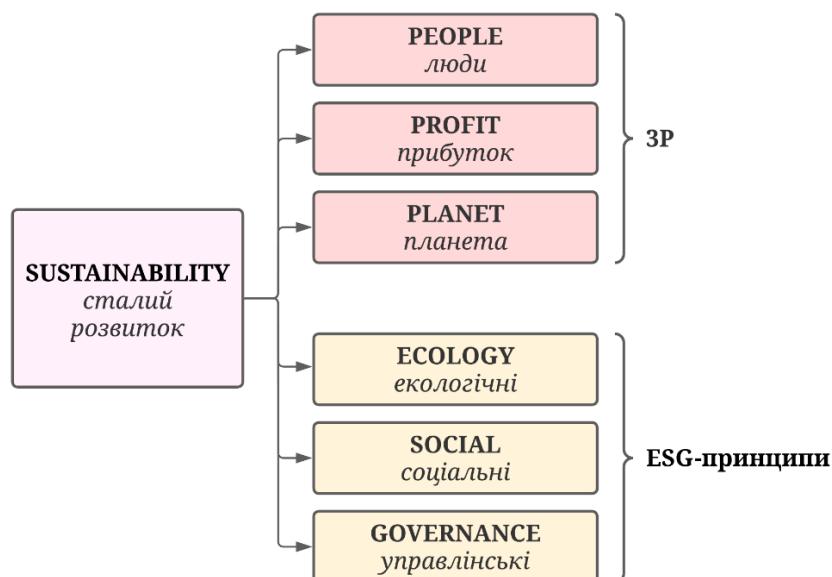 PEOPLE
люди
PROFIT
прибуток
3P
PLANET
планета
SUSTAINABILITY
сталий
розвиток
ECOLOGY
екологічні
SOCIAL
соціальні
ESG-принципи
GOVERNANCE
управлінські